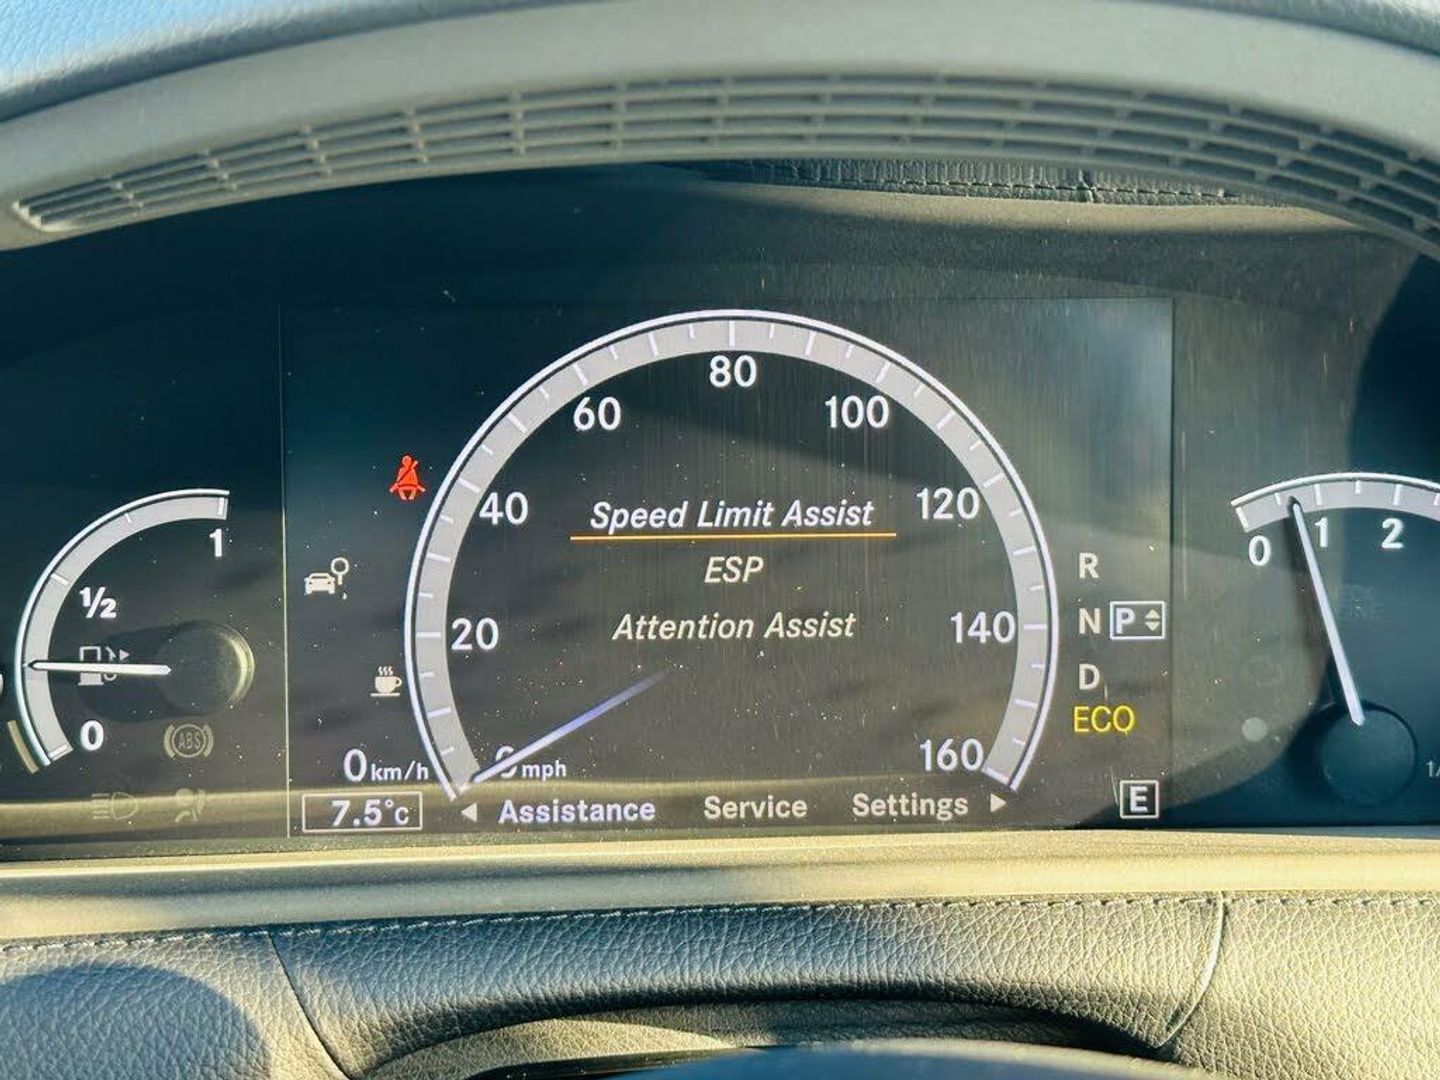 80
60
100
40
120
20
140
160
Speed Limit Assist
ESP
Attention Assist
1
½
0
ABS
R
N P
D
ECO
0 km/h
mph
7.5°C
Assistance Service Settings
E
0 1 2